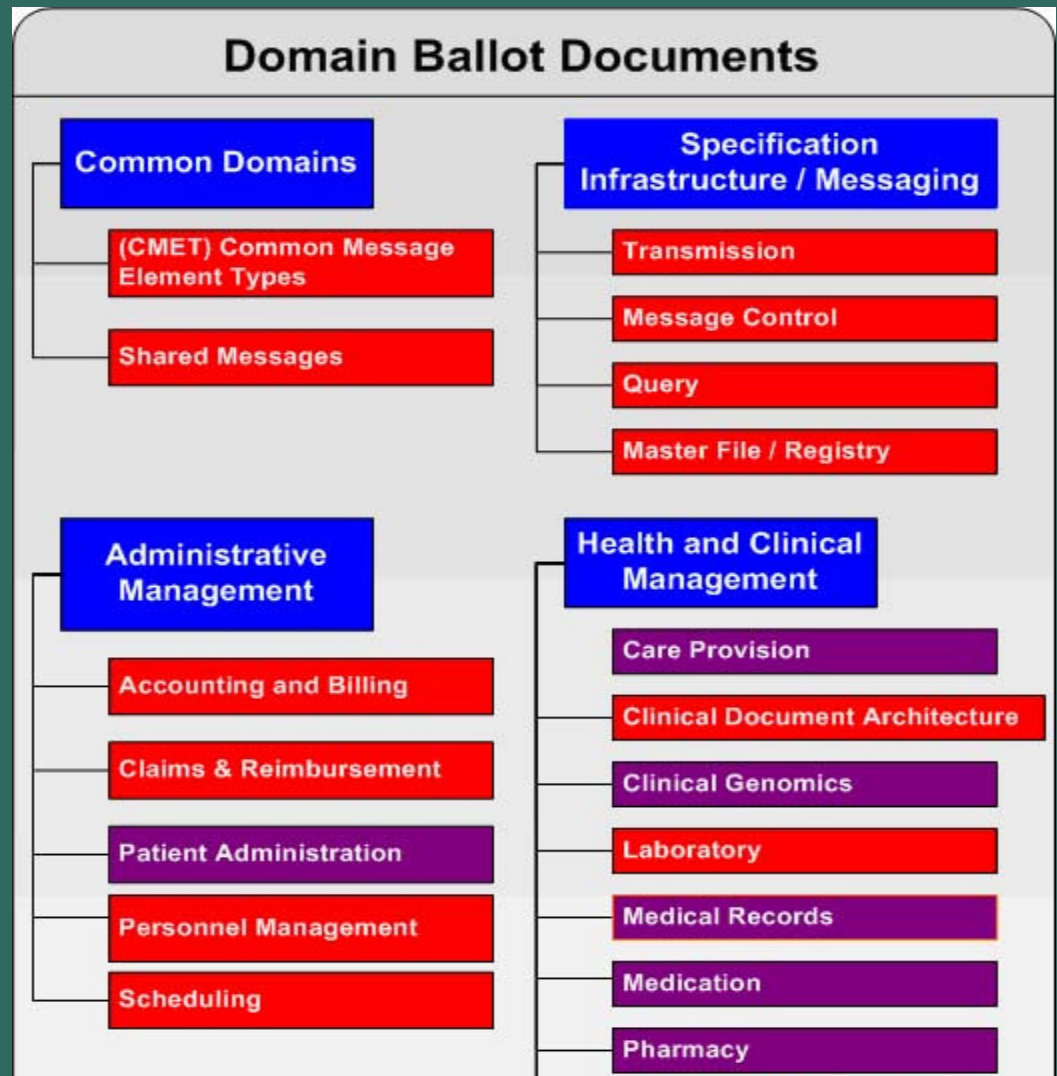 Domain Ballot Documents
Common Domains
(CMET) Common Message
Element Types
Shared Messages
Specification
Infrastructure / Messaging
Transmission
Message Control
Query
Master File / Registry
Administrative
Management
Accounting and Billing
Claims & Reimbursement
Patient Administration
Personnel Management
Scheduling
Health and Clinical
Management
Care Provision
Clinical Document Architecture
Clinical Genomics
Laboratory
Medical Records
Medication
Pharmacy